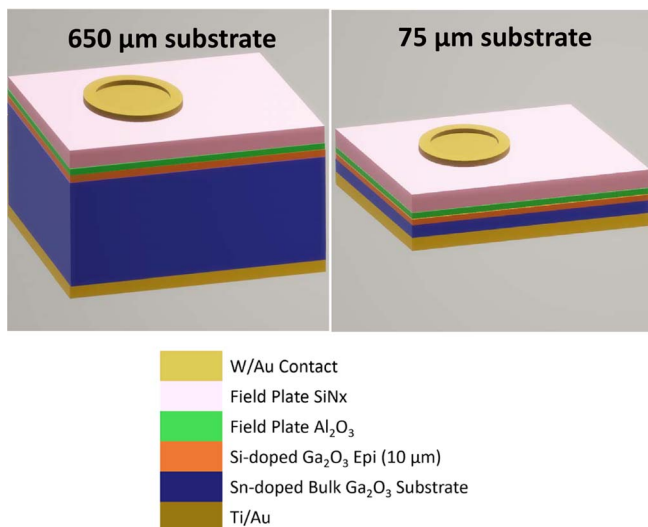 650 µm substrate
75 µm substrate
W/Au Contact
Field Plate SiNx
Field Plate Al₂O₃
Si-doped Ga₂O₃ Epi (10 µm)
Sn-doped Bulk Ga₂O₃ Substrate
Ti/Au